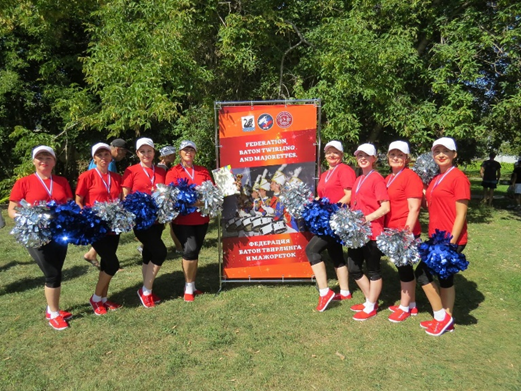 FEDERATION
BATON TWIRLING
AND MAJORETTES
ФЕДЕРАЦИЯ
БАТОН ТВИРЛИНГА
И МАЖОРЕТОК